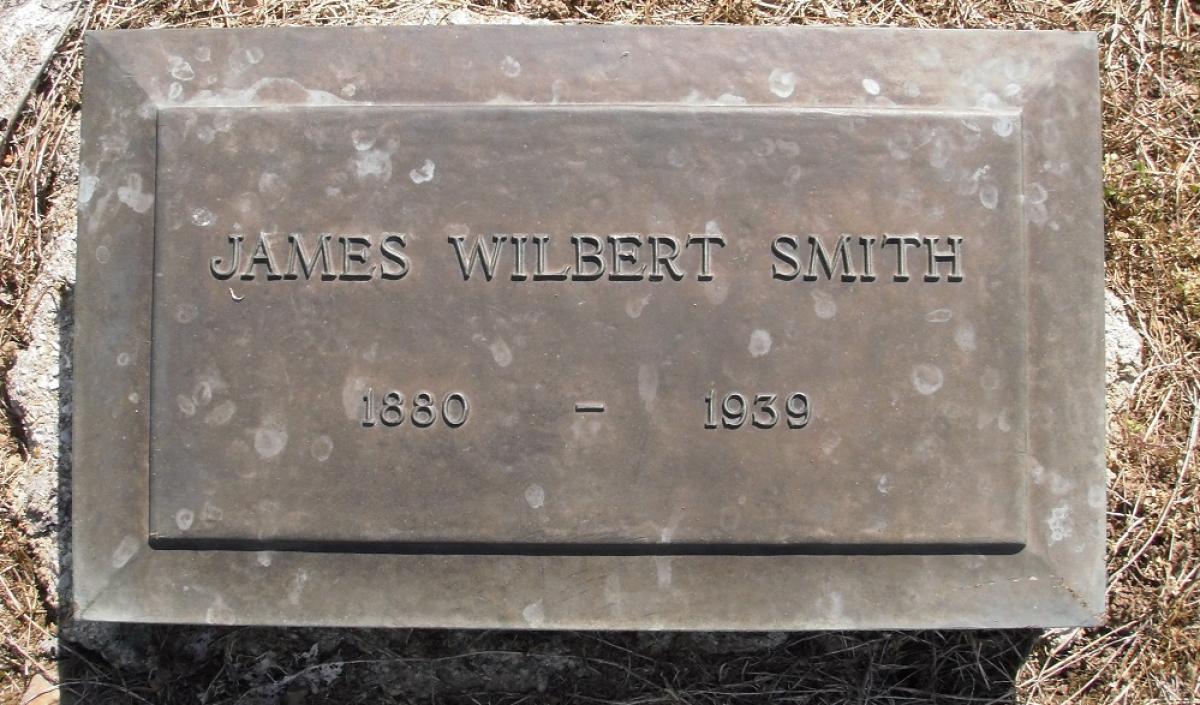 JAMES WILBERT SMITH
1880 - 1939